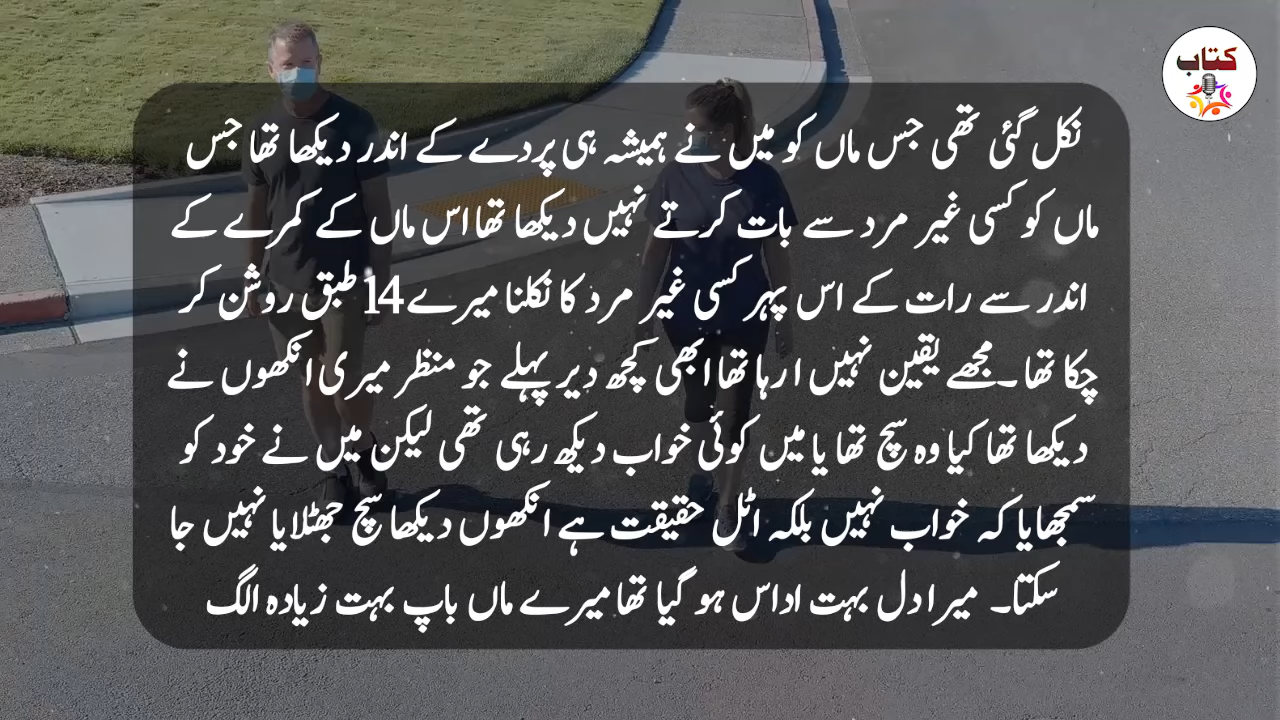 کتاب
نکل گئی تھی جس ماں کو میں نے ہمیشہ ہی پردے کے اندر دیکھا تھا جس
ماں کو کسی غیر مرد سے بات کرتے نہیں دیکھا تھا اس ماں کے کمرے کے
اندر سے رات کے اس پہر کسی غیر مرد کا نکلنا میرے 14 طبق روشن کر
چکا تھا۔ مجھے یقین نہیں ارہا تھا ابھی کچھ دیر پہلے جو منظر میری انکھوں نے
دیکھا تھا کیا وہ سچ تھا یا میں کوئی خواب دیکھ رہی تھی لیکن میں نے خود کو
سمجھایا کہ خواب نہیں بلکہ اٹل حقیقت ہے انکھوں دیکھا سچ جھٹلایا نہیں جا
سکتا۔ میرا دل بہت اداس ہو گیا تھا میرے ماں باپ بہت زیادہ الگ